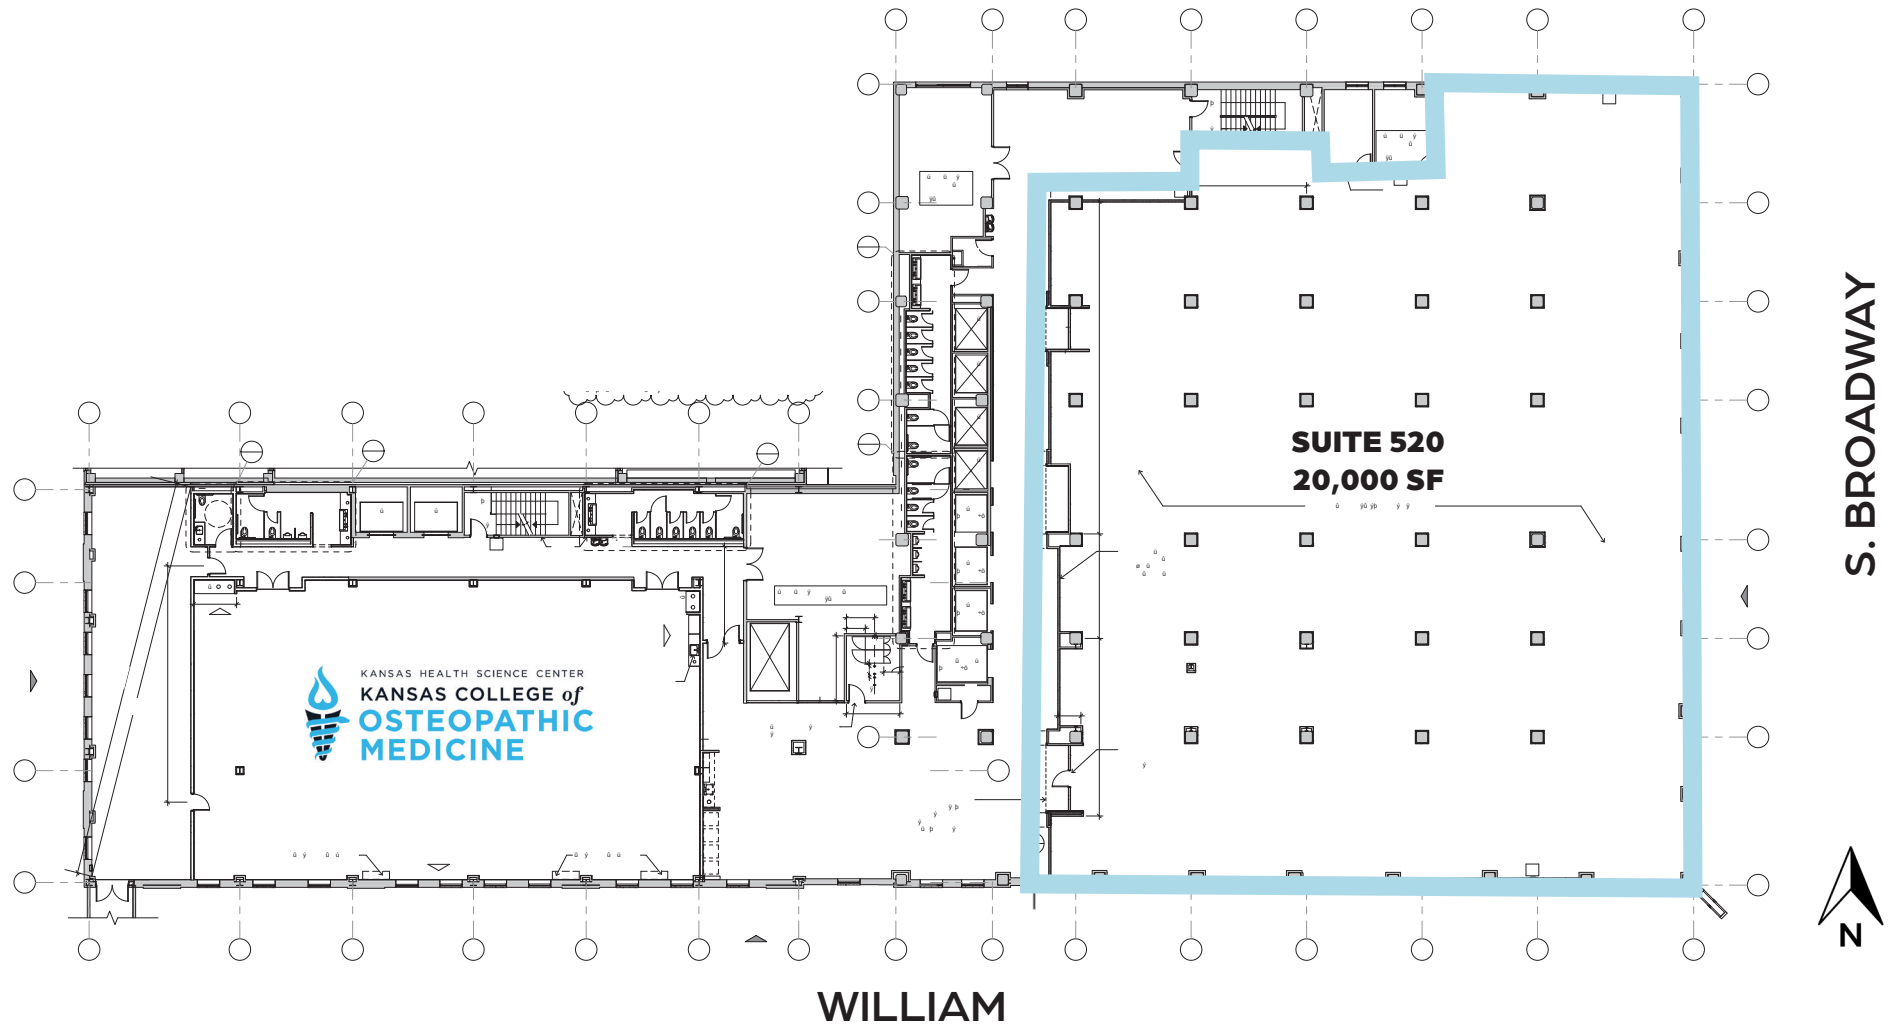 SUITE 520
20,000 SF
S. BROADWAY
KANSAS HEALTH SCIENCE CENTER
KANSAS COLLEGE of
OSTEOPATHIC
MEDICINE
N
WILLIAM